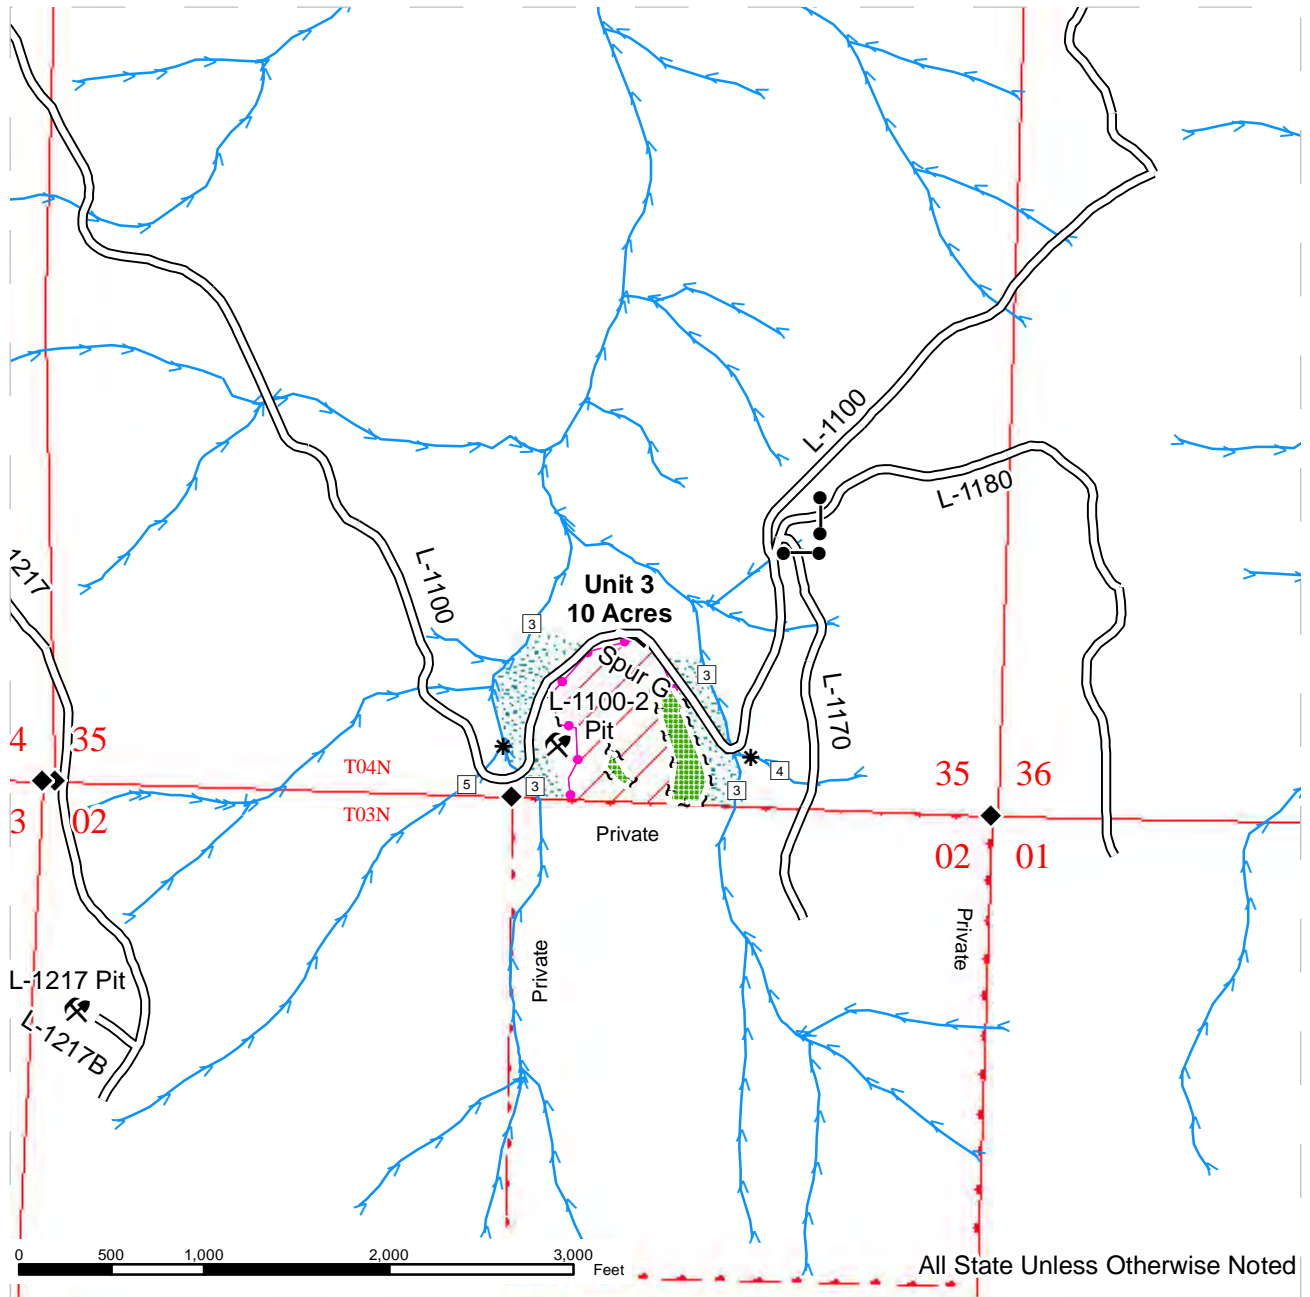 L-1100
L-1180
1217
L-1100
Unit 3
10 Acres
3
Spur G
3
L-1100-2
Pit
L-1170
4
35
T04N
5
3
3
4
35
36
3
02
T03N
Private
02
01
Private
Private
L-1217 Pit
L-1217B
0
500
1,000
2,000
3,000
Feet
All State Unless Otherwise Noted